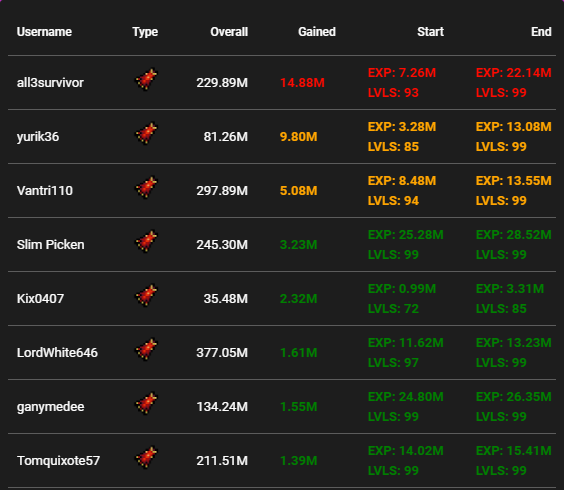 Username Type Overall Gained Start End
all3survivor 229.89M 14.88M EXP: 7.26M LVLS: 93 EXP: 22.14M LVLS: 99
yurik36 81.26M 9.80M EXP: 3.28M LVLS: 85 EXP: 13.08M LVLS: 99
Vantri110 297.89M 5.08M EXP: 8.48M LVLS: 94 EXP: 13.55M LVLS: 99
Slim Picken 245.30M 3.23M EXP: 25.28M LVLS: 99 EXP: 28.52M LVLS: 99
Kix0407 35.48M 2.32M EXP: 0.99M LVLS: 72 EXP: 3.31M LVLS: 85
LordWhite646 377.05M 1.61M EXP: 11.62M LVLS: 97 EXP: 13.23M LVLS: 99
ganymedee 134.24M 1.55M EXP: 24.80M LVLS: 99 EXP: 26.35M LVLS: 99
Tomquixote57 211.51M 1.39M EXP: 14.02M LVLS: 99 EXP: 15.41M LVLS: 99